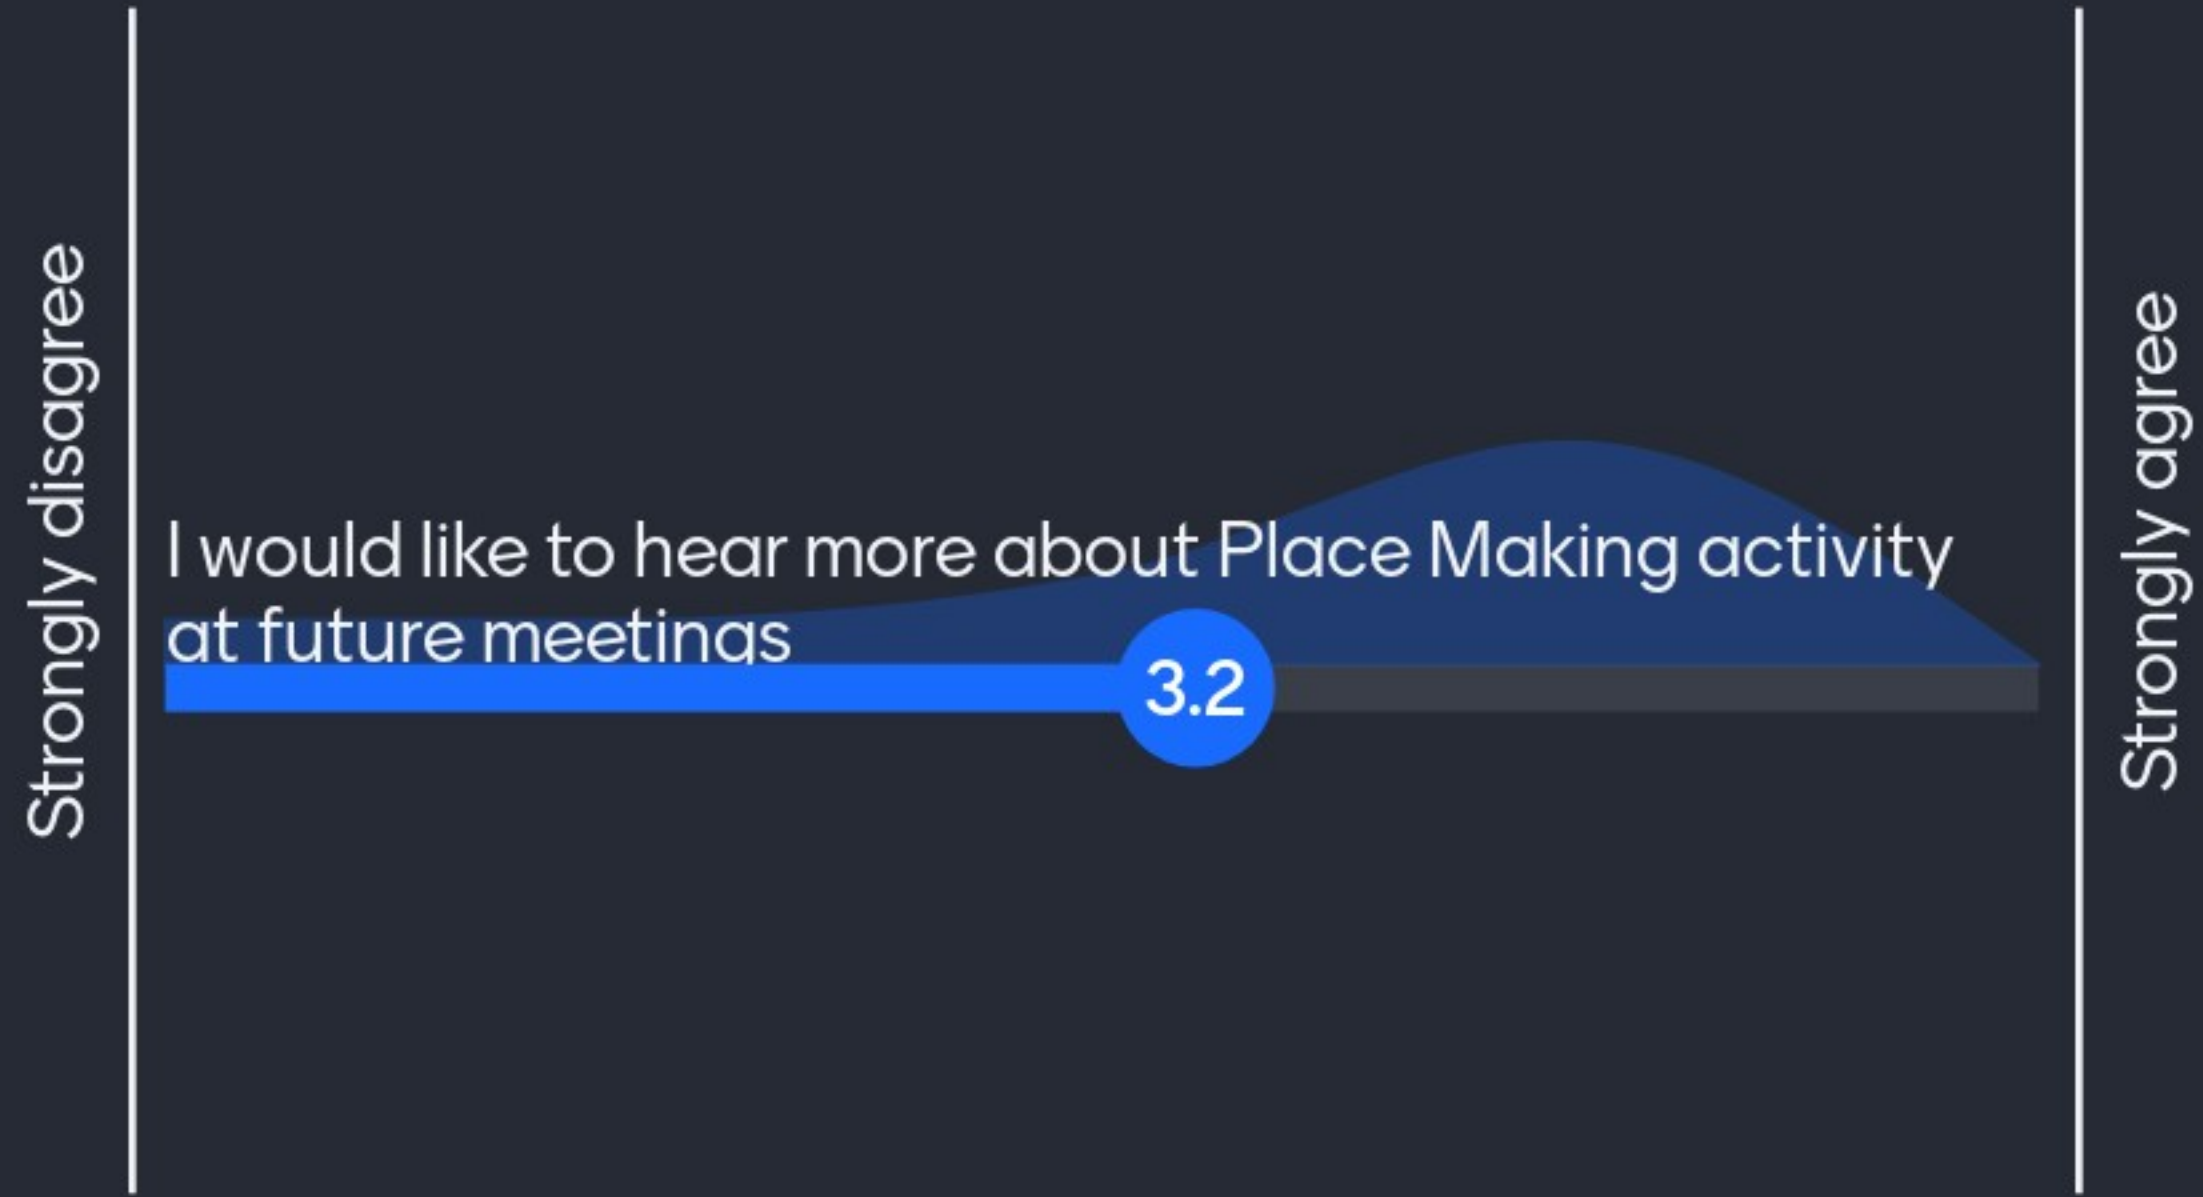 Strongly disagree
I would like to hear more about Place Making activity
at future meetings
3.2
Strongly agree